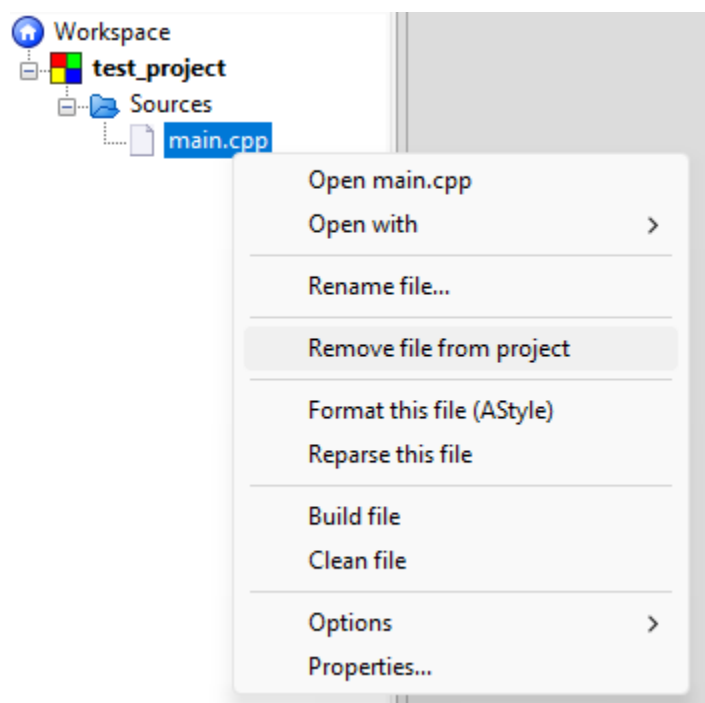 Workspace
test_project
Sources
main.cpp
Open main.cpp
Open with
Rename file...
Remove file from project
Format this file (AStyle)
Reparse this file
Build file
Clean file
Options
Properties...